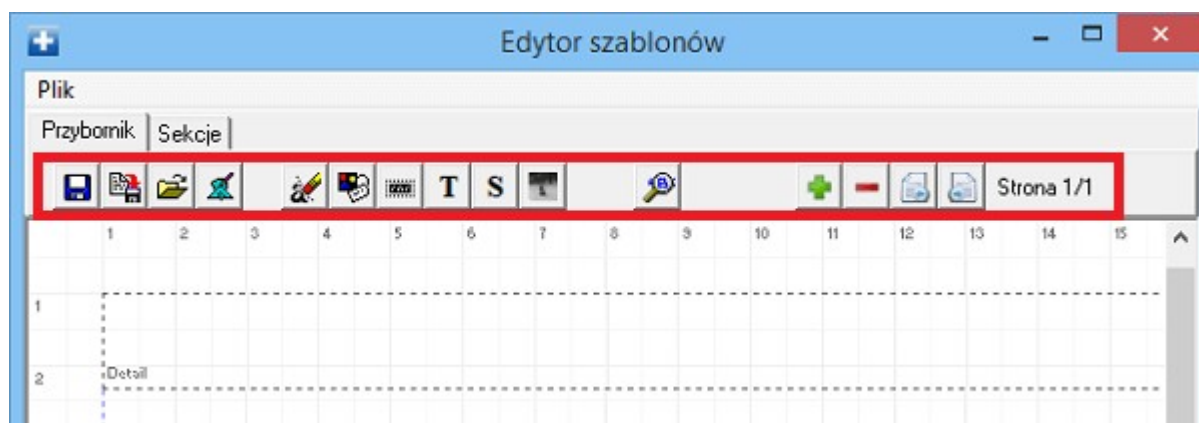 Edytor szablonów
Plik
Przybornik Sekcje
T S Strona 1/1
1 2 3 4 5 6 7 8 9 10 11 12 13 14 15
1
Detail
2